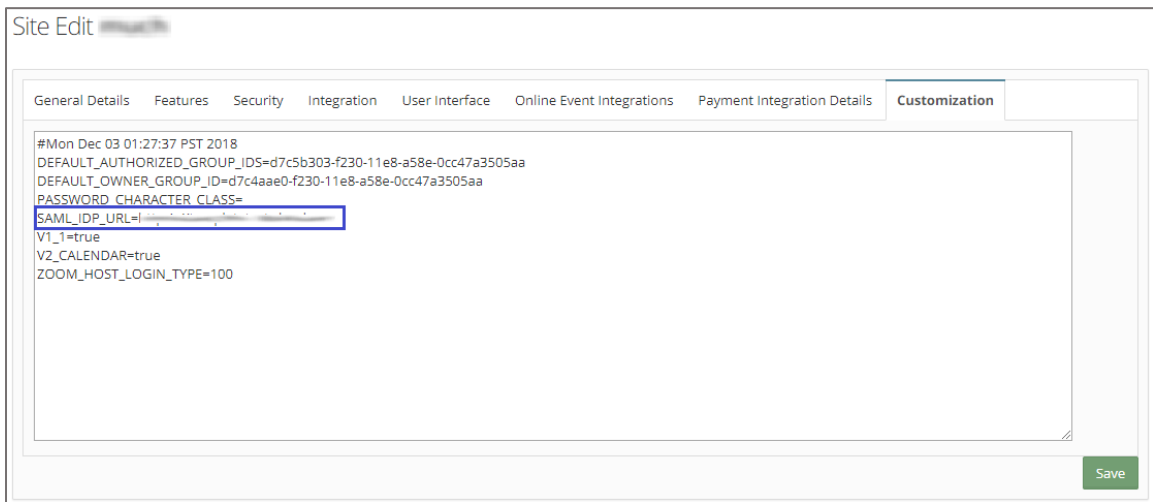 Site Edit
General Details Features Security Integration User Interface Online Event Integrations Payment Integration Details Customization
#Mon Dec 03 01:27:37 PST 2018
DEFAULT_AUTHORIZED_GROUP_IDS=d7c5b303-f230-11e8-a58e-0cc47a3505aa
DEFAULT_OWNER_GROUP_ID=d7c4aae0-f230-11e8-a58e-0cc47a3505aa
PASSWORD_CHARACTER_CLASS=
SAML_IDP_URL=
V1_1=true
V2_CALENDAR=true
ZOOM_HOST_LOGIN_TYPE=100
Save